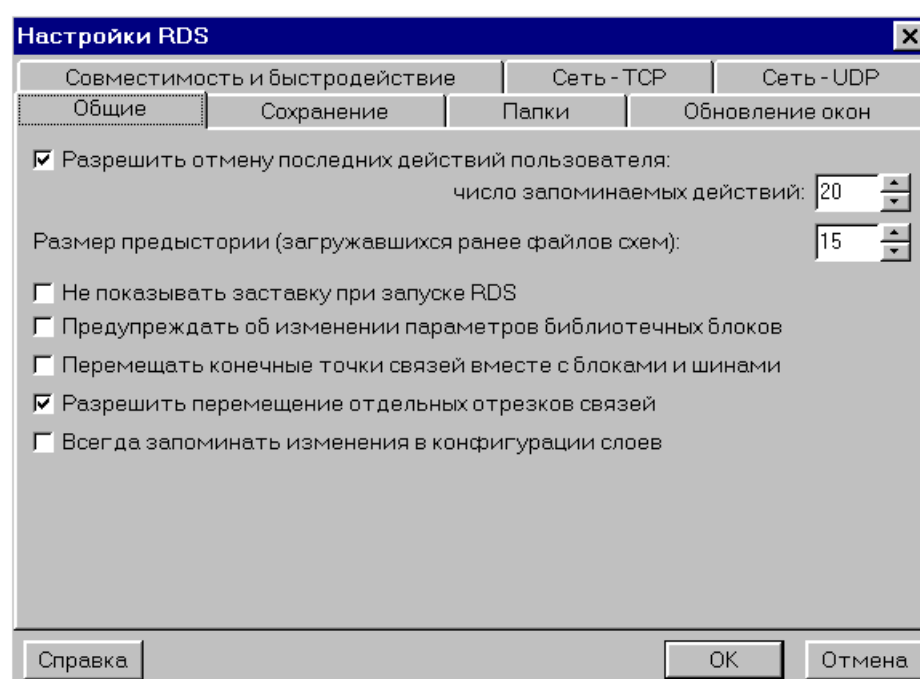 Настройки RDS
Совместимость и быстродействие Сеть - TCP Сеть - UDP
Общие Сохранение Папки Обновление окон
Разрешить отмену последних действий пользователя:
число запоминаемых действий: 20
Размер предыстории (загружавшихся ранее файлов схем): 15
Не показывать заставку при запуске RDS
Предупреждать об изменении параметров библиотечных блоков
Перемещать конечные точки связей вместе с блоками и шинами
Разрешить перемещение отдельных отрезков связей
Всегда запоминать изменения в конфигурации слоев
Справка OK Отмена